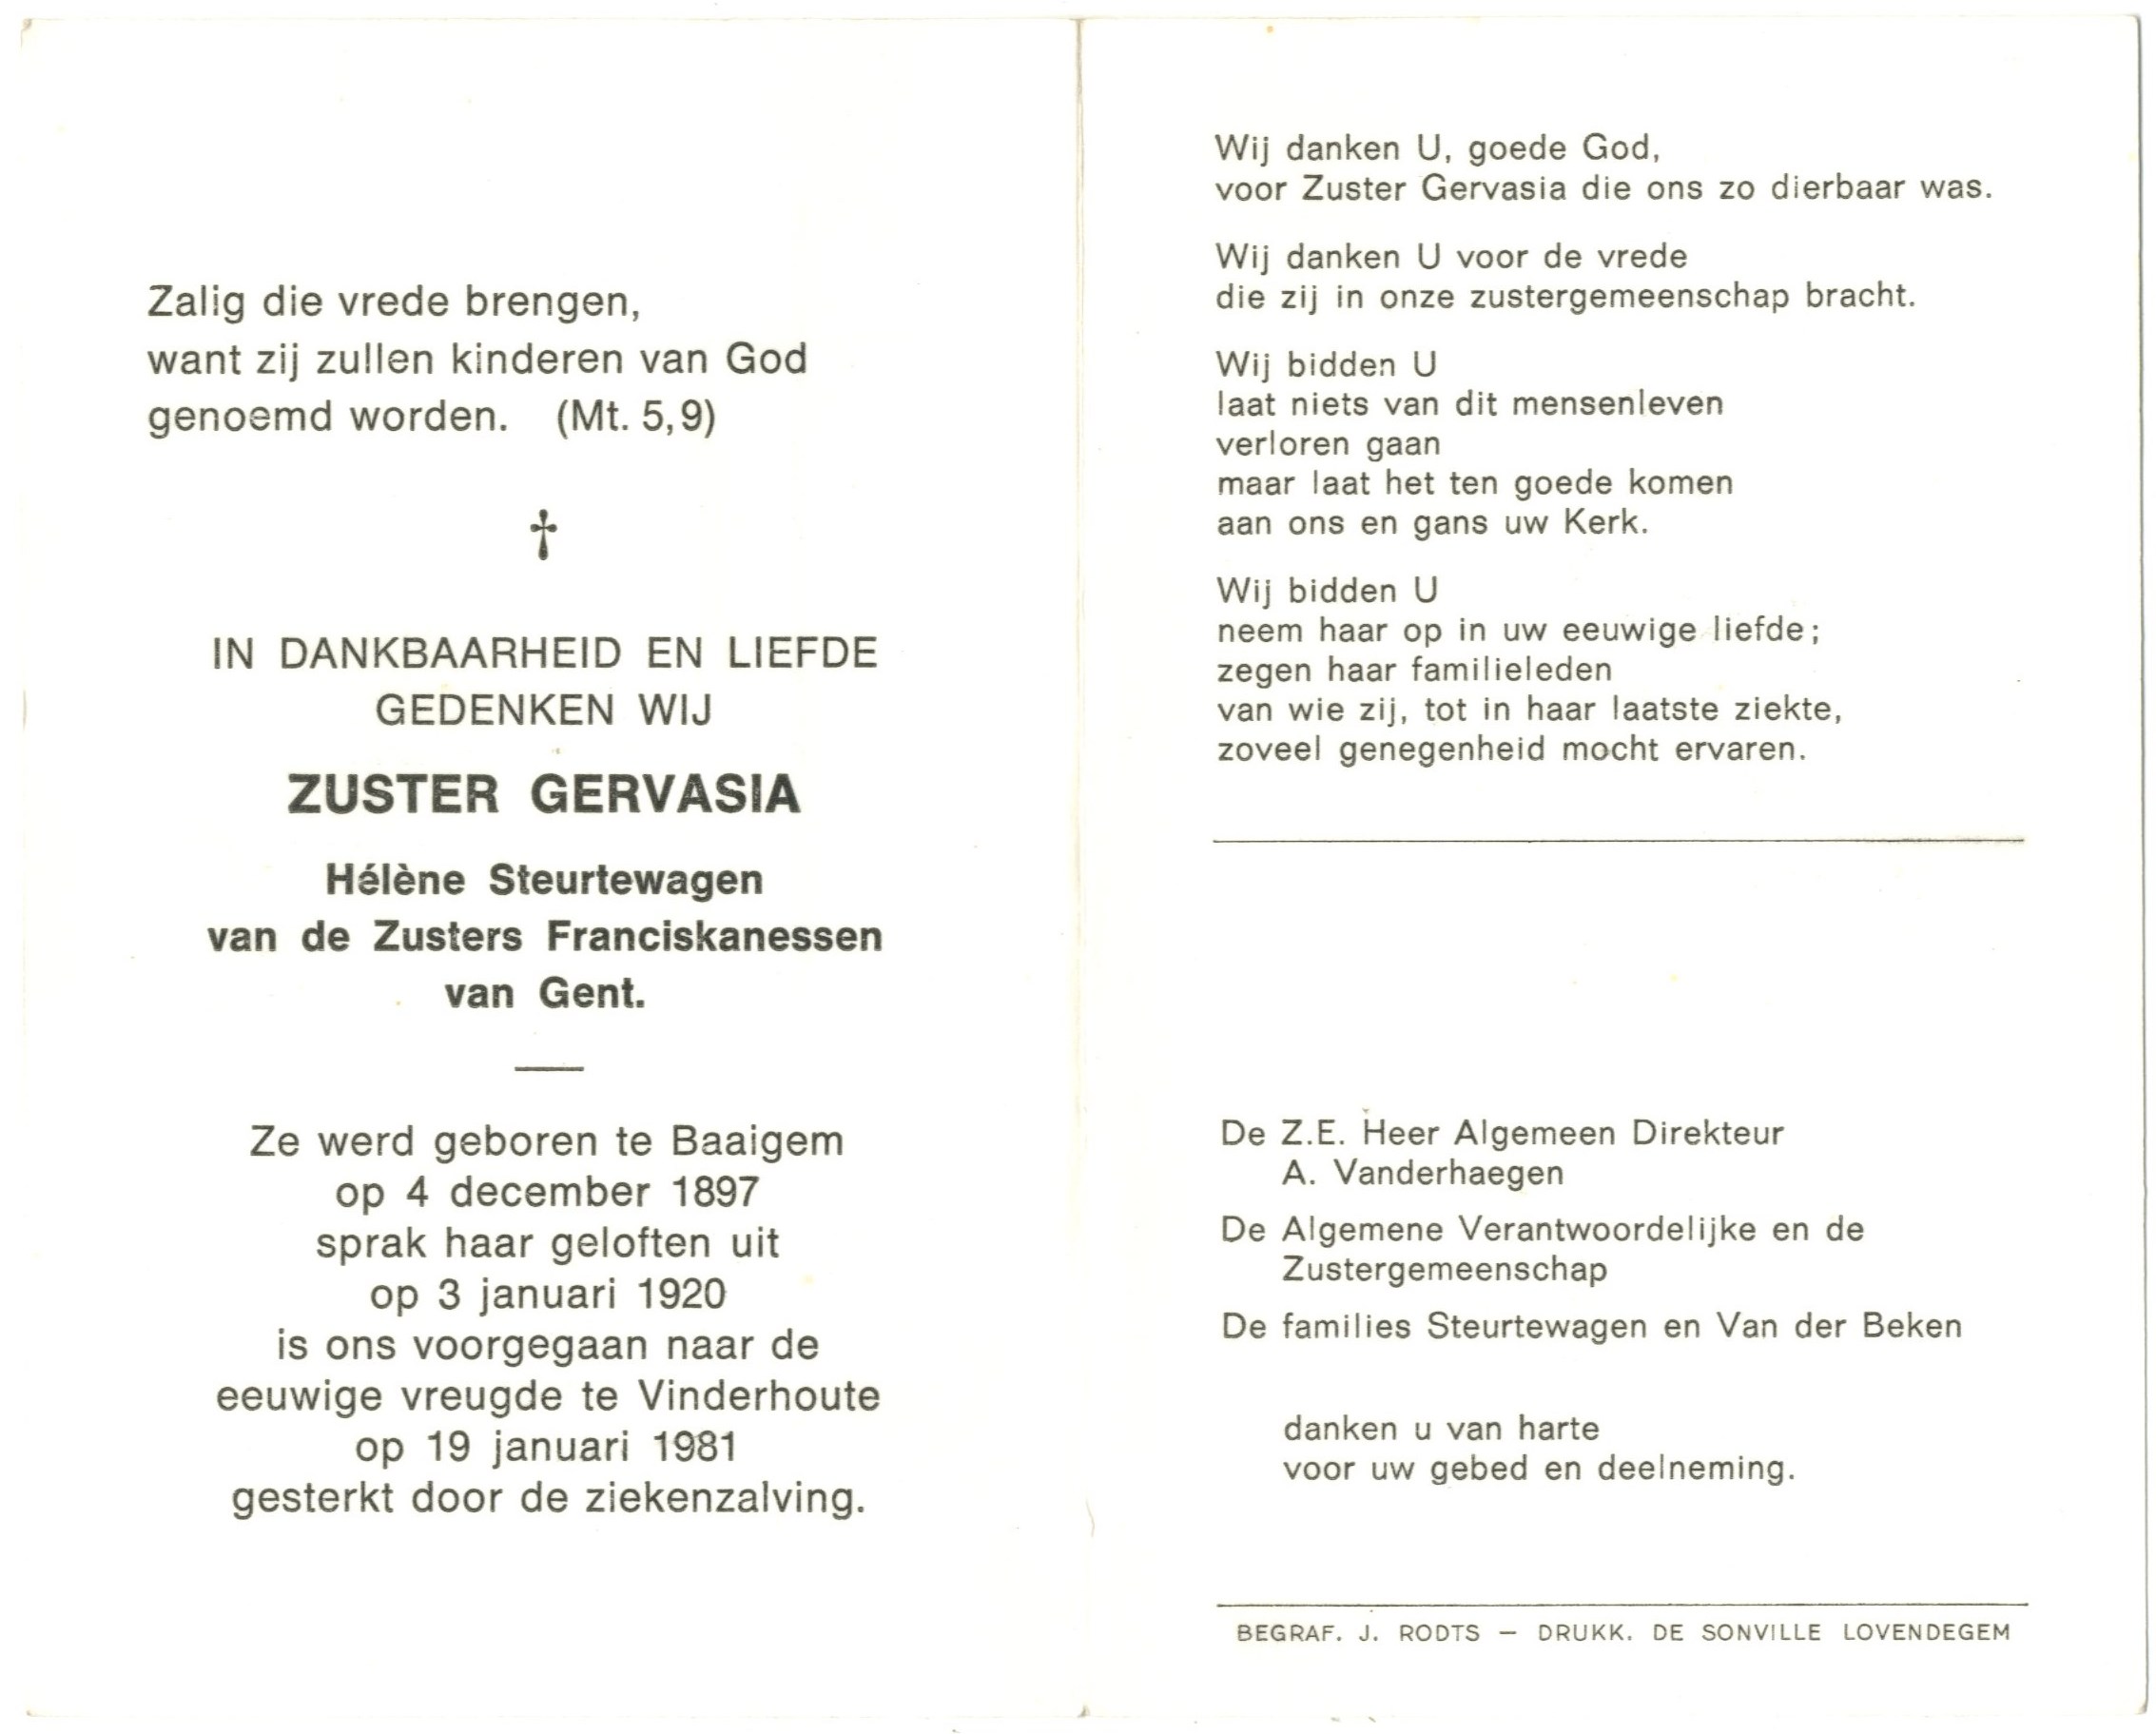 Zalig die vrede brengen,
want zij zullen kinderen van God
genoemd worden. (Mt. 5,9)
†
IN DANKBAARHEID EN LIEFDE
GEDENKEN WIJ
ZUSTER GERVASIA
Hélène Steurtewagen
van de Zusters Franciskanessen
van Gent.
Ze werd geboren te Baaigem
op 4 december 1897
sprak haar geloften uit
op 3 januari 1920
is ons voorgegaan naar de
eeuwige vreugde te Vinderhoute
op 19 januari 1981
gesterkt door de ziekenzalving.
Wij danken U, goede God,
voor Zuster Gervasia die ons zo dierbaar was.
Wij danken U voor de vrede
die zij in onze zustergemeenschap bracht.
Wij bidden U
laat niets van dit mensenleven
verloren gaan
maar laat het ten goede komen
aan ons en gans uw Kerk.
Wij bidden U
neem haar op in uw eeuwige liefde;
zegen haar familieleden
van wie zij, tot in haar laatste ziekte,
zoveel genegenheid mocht ervaren.
De Z.E. Heer Algemeen Direkteur
A. Vanderhaegen
De Algemene Verantwoordelijke en de
Zustergemeenschap
De families Steurtewagen en Van der Beken
danken u van harte
voor uw gebed en deelneming.
BEGRAF. J. RODTS — DRUKK. DE SONVILLE LOVENDEGEM